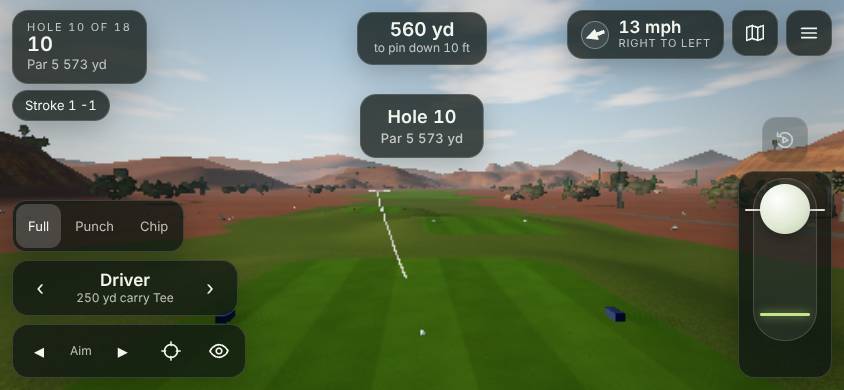 HOLE 10 OF 18
10
Par 5 573 yd
Stroke 1 -1
560 yd
to pin down 10 ft
13 mph
RIGHT TO LEFT
Hole 10
Par 5 573 yd
Full Punch Chip
Driver
250 yd carry Tee
Aim